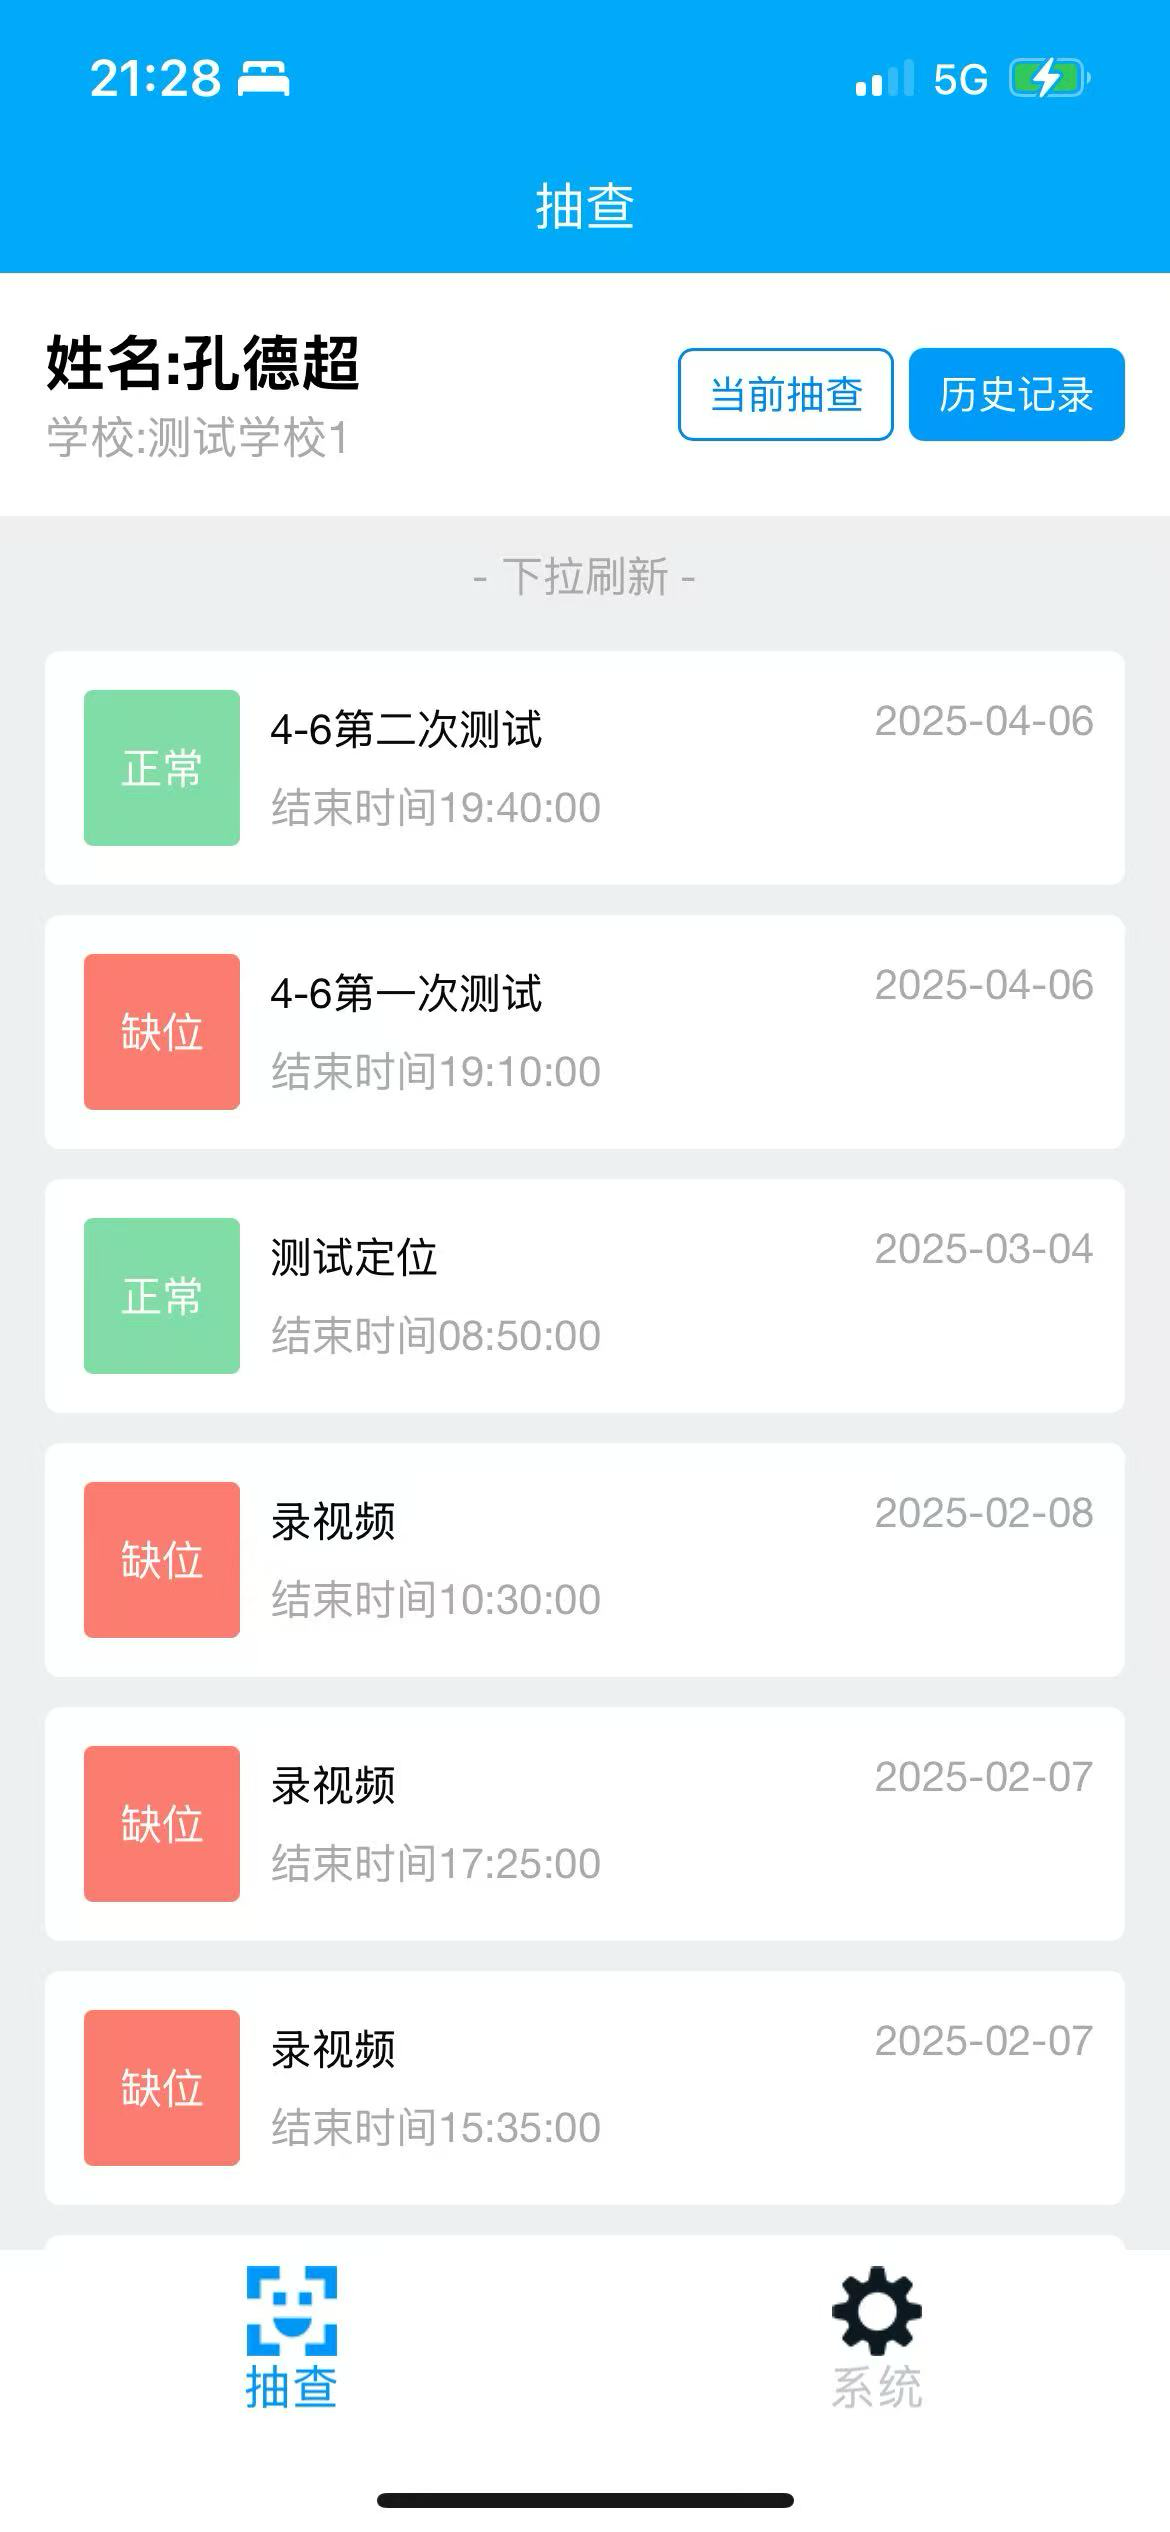 21:28
5G
抽查
姓名:孔德超
学校:测试学校1
当前抽查
历史记录
- 下拉刷新 -
正常
4-6第二次测试
2025-04-06
结束时间19:40:00
缺位
4-6第一次测试
2025-04-06
结束时间19:10:00
正常
测试定位
2025-03-04
结束时间08:50:00
缺位
录视频
2025-02-08
结束时间10:30:00
缺位
录视频
2025-02-07
结束时间17:25:00
缺位
录视频
2025-02-07
结束时间15:35:00
抽查
系统